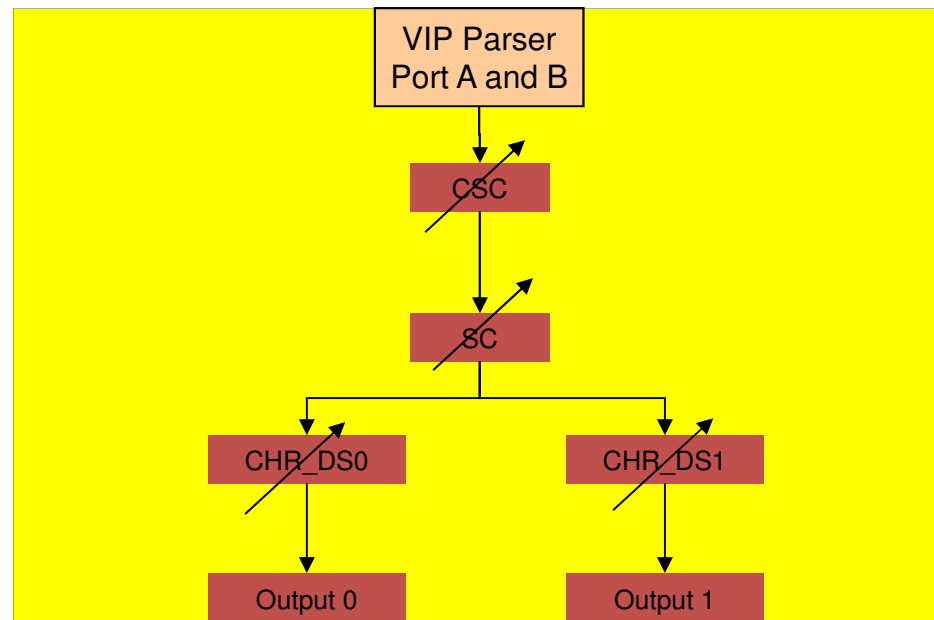 VIP Parser
Port A and B
CSC
SC
CHR_DS0
CHR_DS1
Output 0
Output 1